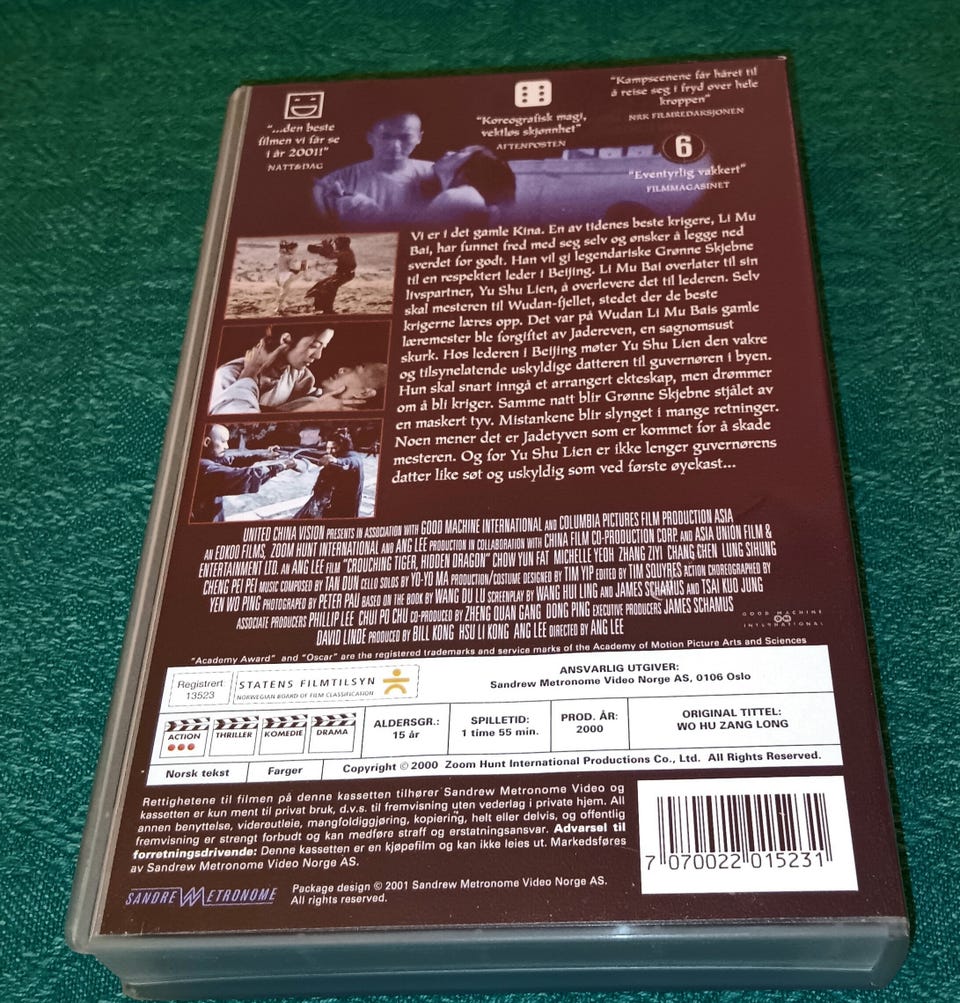 "...den beste
filmen vi får se
i år 2001!"
NATT&DAG
"Koreografisk magi,
vektløs skjønnhet"
AFTENPOSTEN
"Kampscenene får håret til
å reise seg i fryd over hele
kroppen"
NRK FILMREDAKSJONEN
6
"Eventyrlig vakkert"
FILMMAGASINET
Vi er i det gamle Kina. En av tidenes beste krigere, Li Mu
Bai, har funnet fred med seg selv og ønsker å legge ned
sverdet for godt. Han vil gi legendariske Grønne Skjebne
til en respektert leder i Beijing. Li Mu Bai overlater til sin
livspartner, Yu Shu Lien, å overlevere det til lederen. Selv
skal mesteren til Wudan-fjellet, stedet der de beste
krigerne læres opp. Det var på Wudan Li Mu Bais gamle
læremester ble forgiftet av Jadereven, en sagnomsust
skurk. Hos lederen i Beijing møter Yu Shu Lien den vakre
og tilsynelatende uskyldige datteren til guvernøren i byen.
Hun skal snart inngå et arrangert ekteskap, men drømmer
om å bli kriger. Samme natt blir Grønne Skjebne stjålet av
en maskert tyv. Mistankene blir slynget i mange retninger.
Noen mener det er Jadetyven som er kommet for å skade
mesteren. Og for Yu Shu Lien er ikke lenger guvernørens
datter like søt og uskyldig som ved første øyekast...
UNITED CHINA VISION PRESENTS IN ASSOCIATION WITH GOOD MACHINE INTERNATIONAL AND COLUMBIA PICTURES FILM PRODUCTION ASIA
AN EDKOO FILMS, ZOOM HUNT INTERNATIONAL AND ANG LEE PRODUCTION IN COLLABORATION WITH CHINA FILM CO-PRODUCTION CORP. AND ASIA UNION FILM &
ENTERTAINMENT LTD. AN ANG LEE FILM "CROUCHING TIGER, HIDDEN DRAGON" CHOW YUN FAT MICHELLE YEOH ZHANG ZIYI CHANG CHEN LUNG SIHUNG
CHENG PEI PEI MUSIC COMPOSED BY TAN DUN CELLO SOLOS BY YO-YO MA PRODUCTION/COSTUME DESIGNED BY TIM YIP EDITED BY TIM SQUYRES ACTION CHOREOGRAPHED BY
YEN WO PING PHOTOGRAPED BY PETER PAU BASED ON THE BOOK BY WANG DU LU SCREENPLAY BY WANG HUI LING AND JAMES SCHAMUS AND TSAI KUO JUNG
ASSOCIATE PRODUCERS PHILLIP LEE CHUI PO CHU CO-PRODUCED BY ZHENG QUAN GANG DONG PING EXECUTIVE PRODUCERS JAMES SCHAMUS
DAVID LINDE PRODUCED BY BILL KONG HSU LI KONG ANG LEE DIRECTED BY ANG LEE
GOOD MACHINE
INTERNATIONAL
"Academy Award" and "Oscar" are the registered trademarks and service marks of the Academy of Motion Picture Arts and Sciences
Registrert
13523
STATENS FILMTILSYN
NORWEGIAN BOARD OF FILM CLASSIFICATION
ANSVARLIG UTGIVER:
Sandrew Metronome Video Norge AS, 0106 Oslo
ACTION
THRILLER
KOMEDIE
DRAMA
ALDERSGR.:
15 år
SPILLETID:
1 time 55 min.
PROD. ÅR:
2000
ORIGINAL TITTEL:
WO HU ZANG LONG
Norsk tekst
Farger
Copyright © 2000 Zoom Hunt International Productions Co., Ltd. All Rights Reserved.
Rettighetene til filmen på denne kassetten tilhører Sandrew Metronome Video og
kassetten er kun ment til privat bruk, d.v.s. til fremvisning uten vederlag i private hjem. All
annen benyttelse, videreutleie, mangfoldiggjøring, kopiering, helt eller delvis, og offentlig
fremvisning er strengt forbudt og kan medføre straff og erstatningsansvar. Advarsel til
forretningsdrivende: Denne kassetten er en kjøpefilm og kan ikke leies ut. Markedsføres
av Sandrew Metronome Video Norge AS.
7 070022 015231
SANDREW METRONOME
Package design © 2001 Sandrew Metronome Video Norge AS.
All rights reserved.